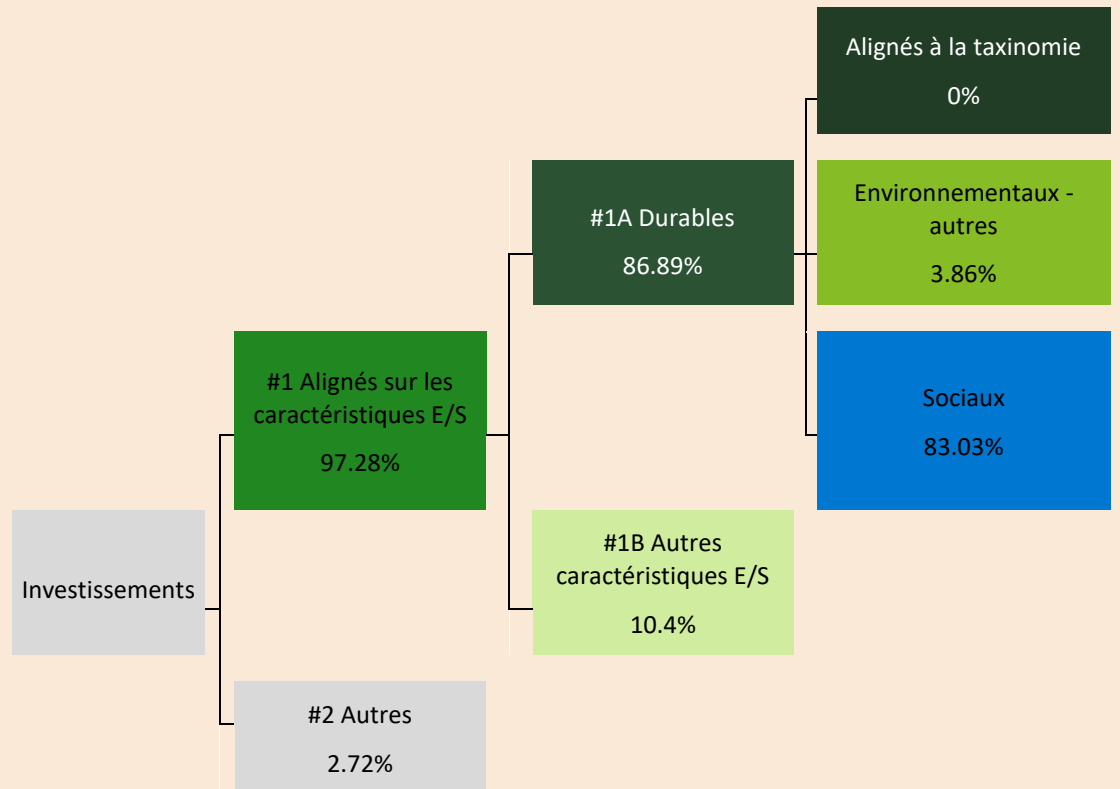 Investissements
#1 Alignés sur les
caractéristiques E/S
97.28%
#2 Autres
2.72%
#1A Durables
86.89%
#1B Autres
caractéristiques E/S
10.4%
Alignés à la taxinomie
0%
Environnementaux -
autres
3.86%
Sociaux
83.03%